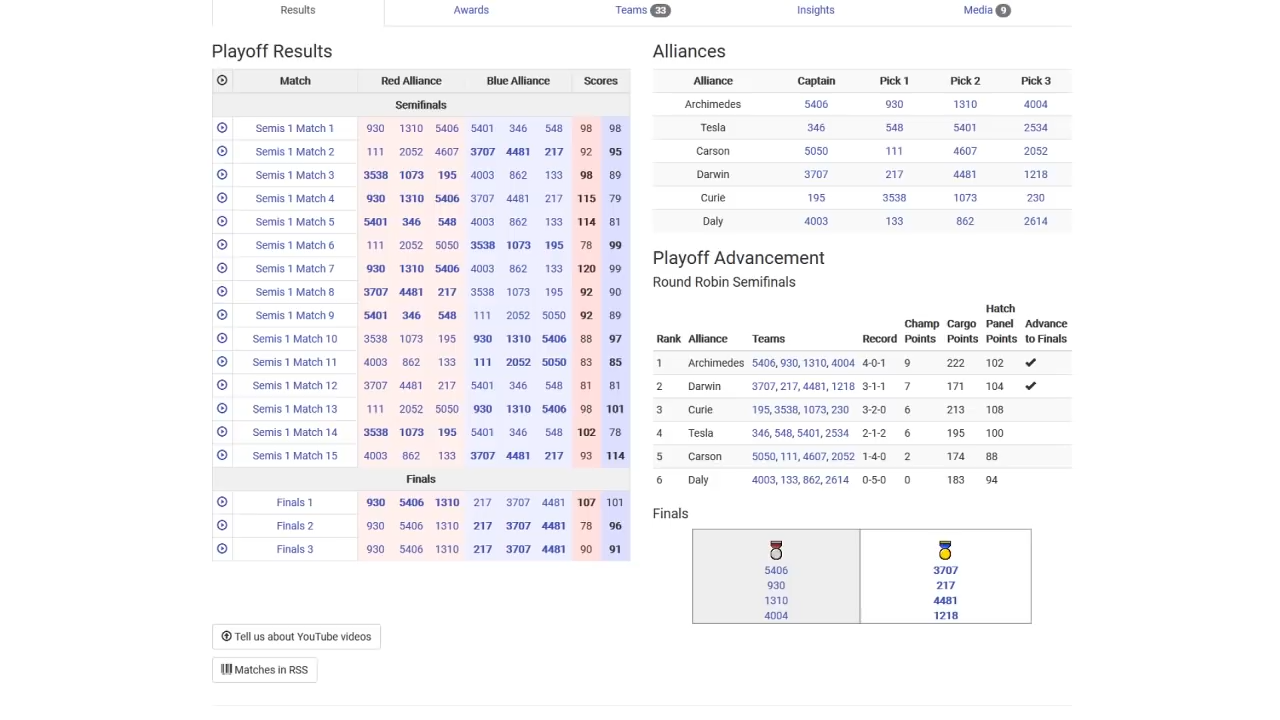 Results Awards Teams 33 Insights Media 9
Playoff Results
Match Red Alliance Blue Alliance Scores
Semifinals
Semis 1 Match 1 930 1310 5406 5401 346 548 98 98
Semis 1 Match 2 111 2052 4607 3707 4481 217 92 95
Semis 1 Match 3 3538 1073 195 4003 862 133 98 89
Semis 1 Match 4 930 1310 5406 3707 4481 217 115 79
Semis 1 Match 5 5401 346 548 4003 862 133 114 81
Semis 1 Match 6 111 2052 5050 3538 1073 195 78 99
Semis 1 Match 7 930 1310 5406 4003 862 133 120 99
Semis 1 Match 8 3707 4481 217 3538 1073 195 92 90
Semis 1 Match 9 5401 346 548 111 2052 5050 92 89
Semis 1 Match 10 3538 1073 195 930 1310 5406 88 97
Semis 1 Match 11 4003 862 133 111 2052 5050 83 85
Semis 1 Match 12 3707 4481 217 5401 346 548 81 81
Semis 1 Match 13 111 2052 5050 930 1310 5406 98 101
Semis 1 Match 14 3538 1073 195 5401 346 548 102 78
Semis 1 Match 15 4003 862 133 3707 4481 217 93 114
Finals
Finals 1 930 5406 1310 217 3707 4481 107 101
Finals 2 930 5406 1310 217 3707 4481 78 96
Finals 3 930 5406 1310 217 3707 4481 90 91
Tell us about YouTube videos
Matches in RSS
Alliances
Alliance Captain Pick 1 Pick 2 Pick 3
Archimedes 5406 930 1310 4004
Tesla 346 548 5401 2534
Carson 5050 111 4607 2052
Darwin 3707 217 4481 1218
Curie 195 3538 1073 230
Daly 4003 133 862 2614
Playoff Advancement
Round Robin Semifinals
Hatch
Champ Cargo Panel Advance
Rank Alliance Teams Record Points Points Points to Finals
1 Archimedes 5406, 930, 1310, 4004 4-0-1 9 222 102 ✔
2 Darwin 3707, 217, 4481, 1218 3-1-1 7 171 104 ✔
3 Curie 195, 3538, 1073, 230 3-2-0 6 213 108
4 Tesla 346, 548, 5401, 2534 2-1-2 6 195 100
5 Carson 5050, 111, 4607, 2052 1-4-0 2 174 88
6 Daly 4003, 133, 862, 2614 0-5-0 0 183 94
Finals
5406 3707
930 217
1310 4481
4004 1218